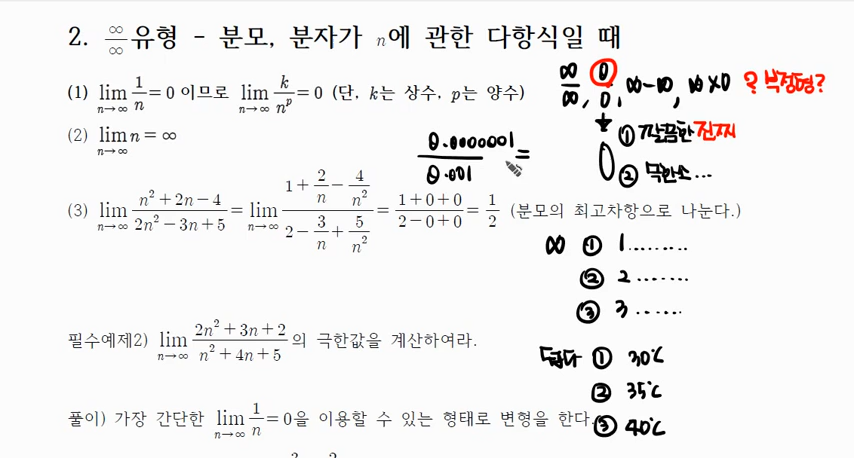 2. ∞/∞ 유형 - 분모, 분자가 n에 관한 다항식일 때
∞/∞, 0/0, ∞-∞, ∞×0 ? 부정형?
(1) lim_{n→∞} 1/n = 0 이므로 lim_{n→∞} k/n^p = 0 (단, k는 상수, p는 양수)
① 깔끔한 진짜
0
② 무한소...
(2) lim_{n→∞} n = ∞
0.0000001/0.001 =
(3) lim_{n→∞} (n²+2n-4)/(2n²-3n+5) = lim_{n→∞} (1+2/n-4/n²)/(2-3/n+5/n²) = (1+0+0)/(2-0+0) = 1/2 (분모의 최고차항으로 나눈다.)
∞ ① 1.........
② 2.......
③ 3......
필수예제2) lim_{n→∞} (2n²+3n+2)/(n²+4n+5) 의 극한값을 계산하여라.
덥다 ① 30℃
② 35℃
③ 40℃
풀이) 가장 간단한 lim_{n→∞} 1/n = 0을 이용할 수 있는 형태로 변형을 한다.